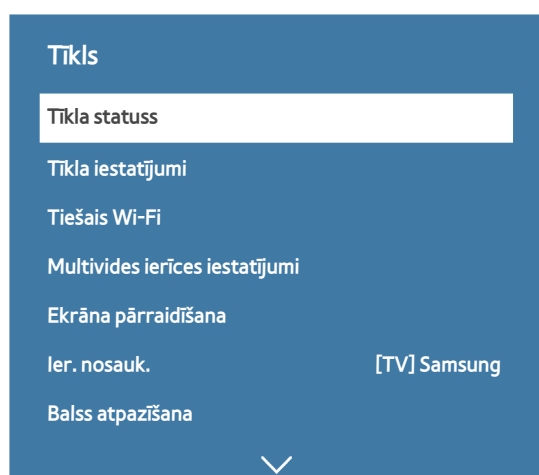 Tīkls
Tīkla statuss
Tīkla iestatījumi
Tiešais Wi-Fi
Multivides ierīces iestatījumi
Ekrāna pārraidīšana
Ier. nosauk. [TV] Samsung
Balss atpazīšana